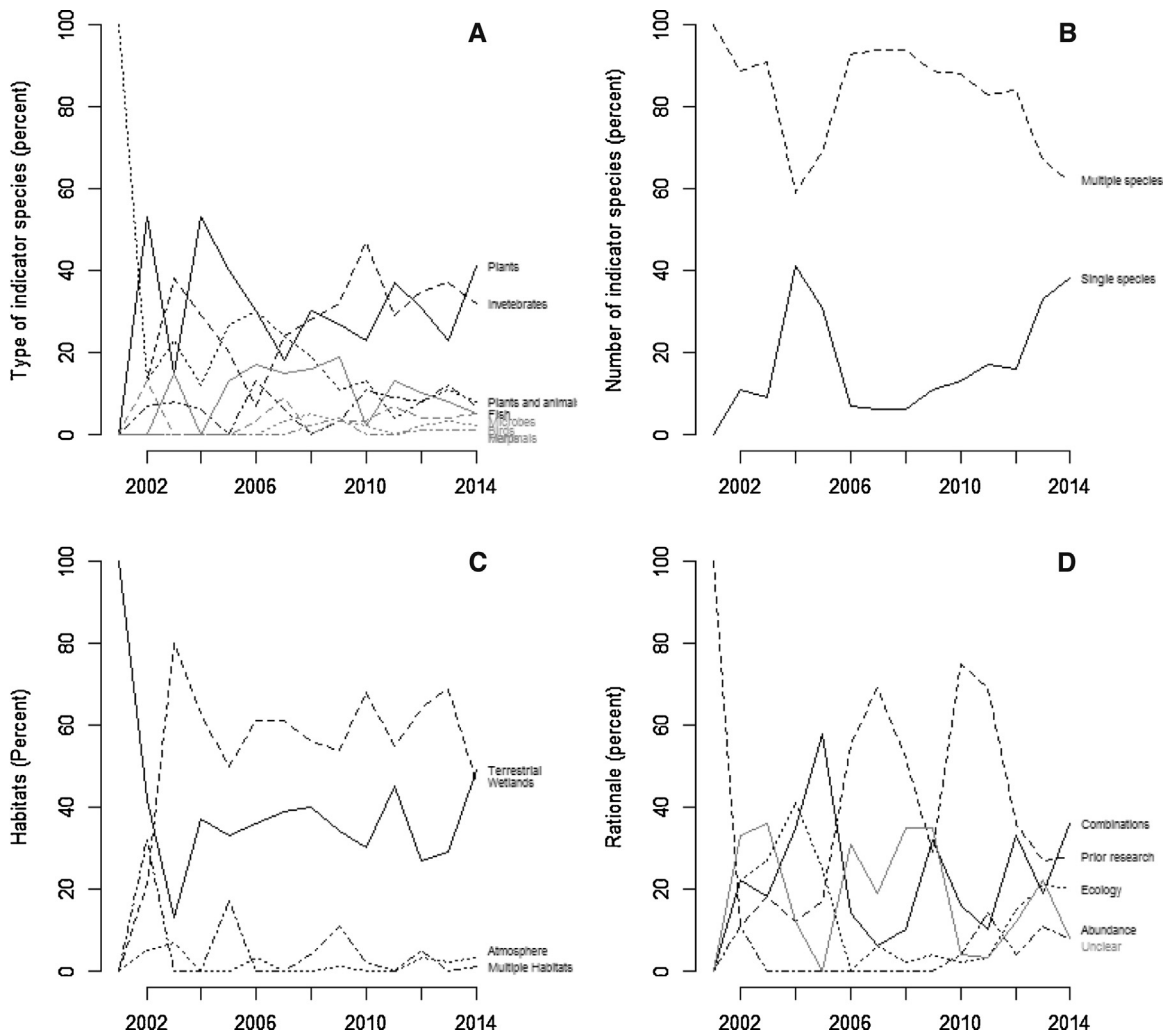 A
Type of indicator species (percent)
100
80
60
40
20
0
2002 2006 2010 2014
Plants
Invetebrates
Plants and animals
Fish
Microbes
Birds
B
Number of indicator species (percent)
100
80
60
40
20
0
2002 2006 2010 2014
Multiple species
Single species
C
Habitats (Percent)
100
80
60
40
20
0
2002 2006 2010 2014
Terrestrial
Wetlands
Atmosphere
Multiple Habitats
D
Rationale (percent)
100
80
60
40
20
0
2002 2006 2010 2014
Combinations
Prior research
Ecology
Abundance
Unclear